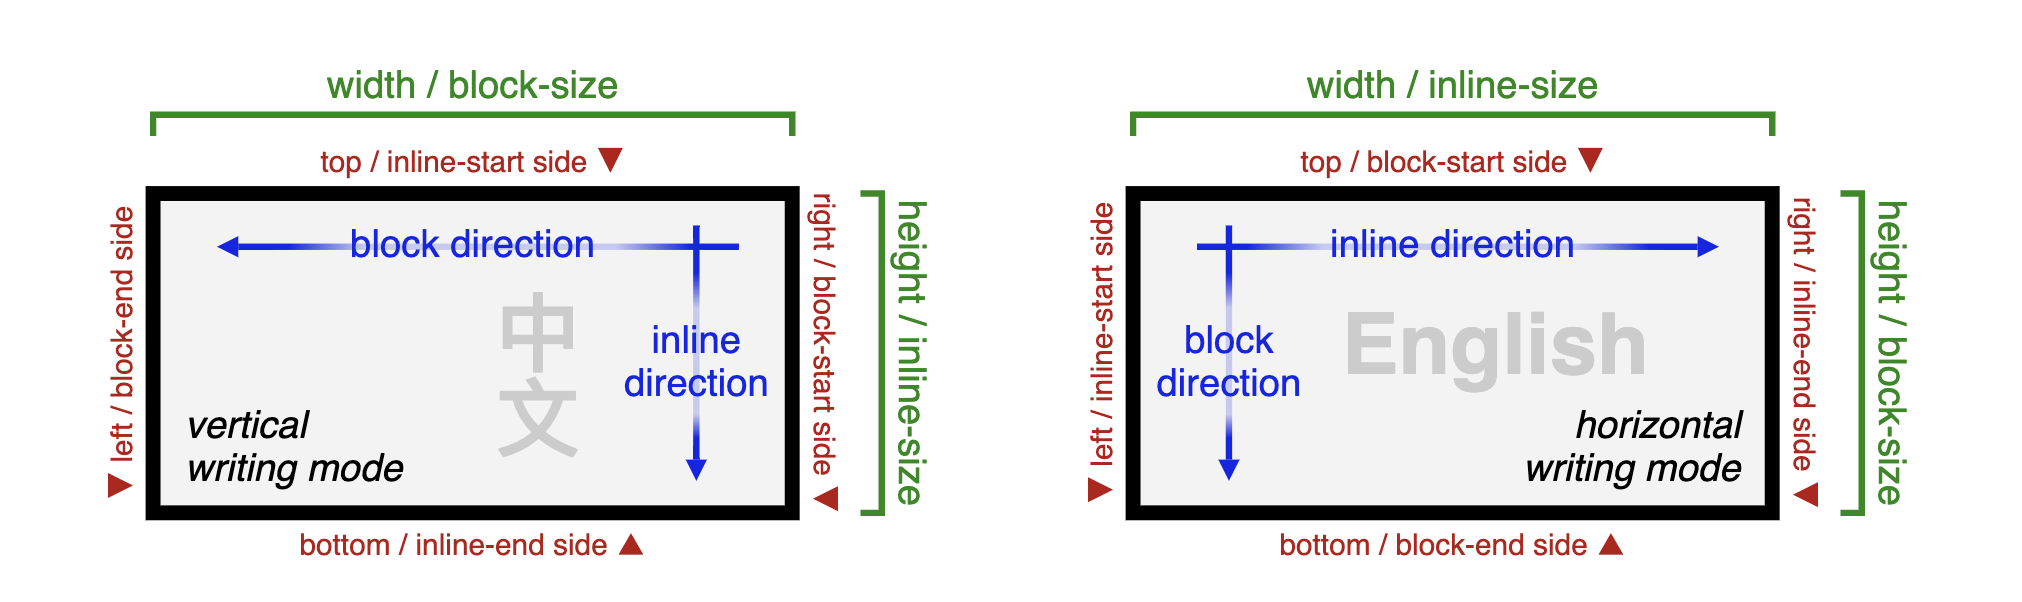 width / block-size
top / inline-start side ▼
left / block-end side
block direction
inline
direction
中
文
vertical
writing mode
right / block-start side
height / inline-size
bottom / inline-end side ▲
width / inline-size
top / block-start side ▼
left / inline-start side
inline direction
block
direction
English
horizontal
writing mode
right / inline-end side
height / block-size
bottom / block-end side ▲